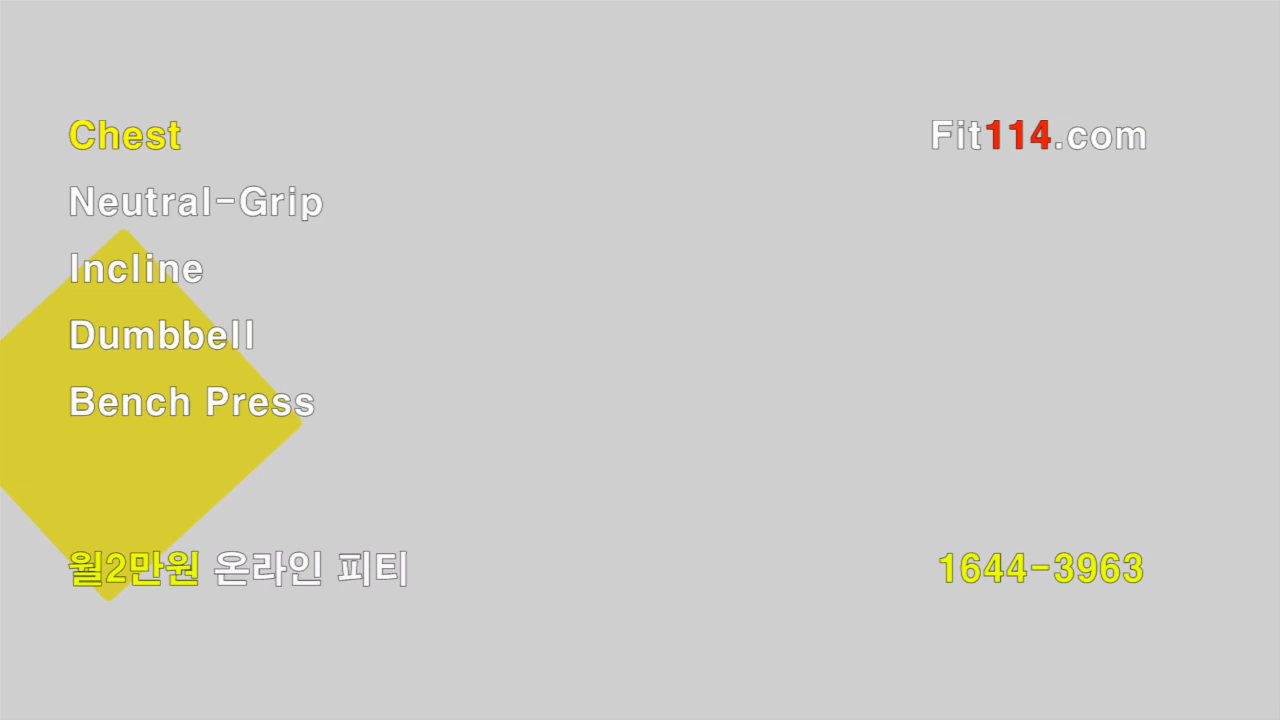 Chest
Fit114.com
Neutral-Grip
Incline
Dumbbell
Bench Press
월2만원 온라인 피티
1644-3963